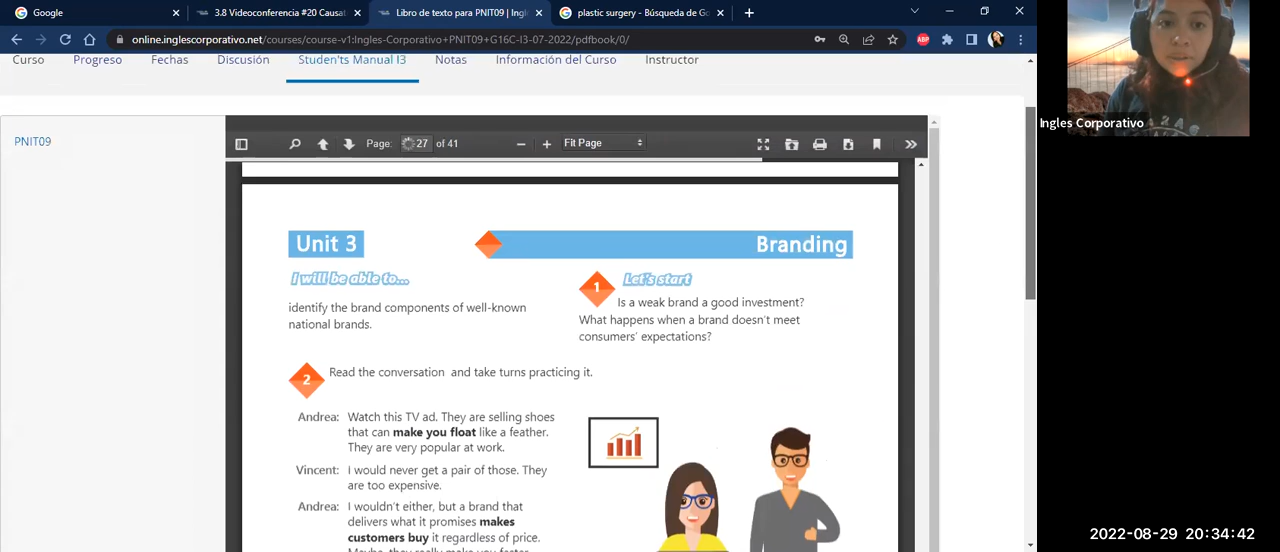 Google
3.8 Videoconferencia #20 Causat
Libro de texto para PNIT09 | Ingl
plastic surgery - Búsqueda de Go
online.inglescorporativo.net/courses/course-v1:Ingles-Corporativo+PNIT09+G16C-I3-07-2022/pdfbook/0/
ABP
Curso
Progreso
Fechas
Discusión
Studen'ts Manual I3
Notas
Información del Curso
Instructor
PNIT09
Page: 27 of 41
Fit Page
Unit 3
Branding
I will be able to...
identify the brand components of well-known
national brands.
1
Let's start
Is a weak brand a good investment?
What happens when a brand doesn't meet
consumers' expectations?
2
Read the conversation and take turns practicing it.
Andrea: Watch this TV ad. They are selling shoes
that can make you float like a feather.
They are very popular at work.
Vincent: I would never get a pair of those. They
are too expensive.
Andrea: I wouldn't either, but a brand that
delivers what it promises makes
customers buy it regardless of price.
Maybe, they really make you faster
Ingles Corporativo
2022-08-29 20:34:42